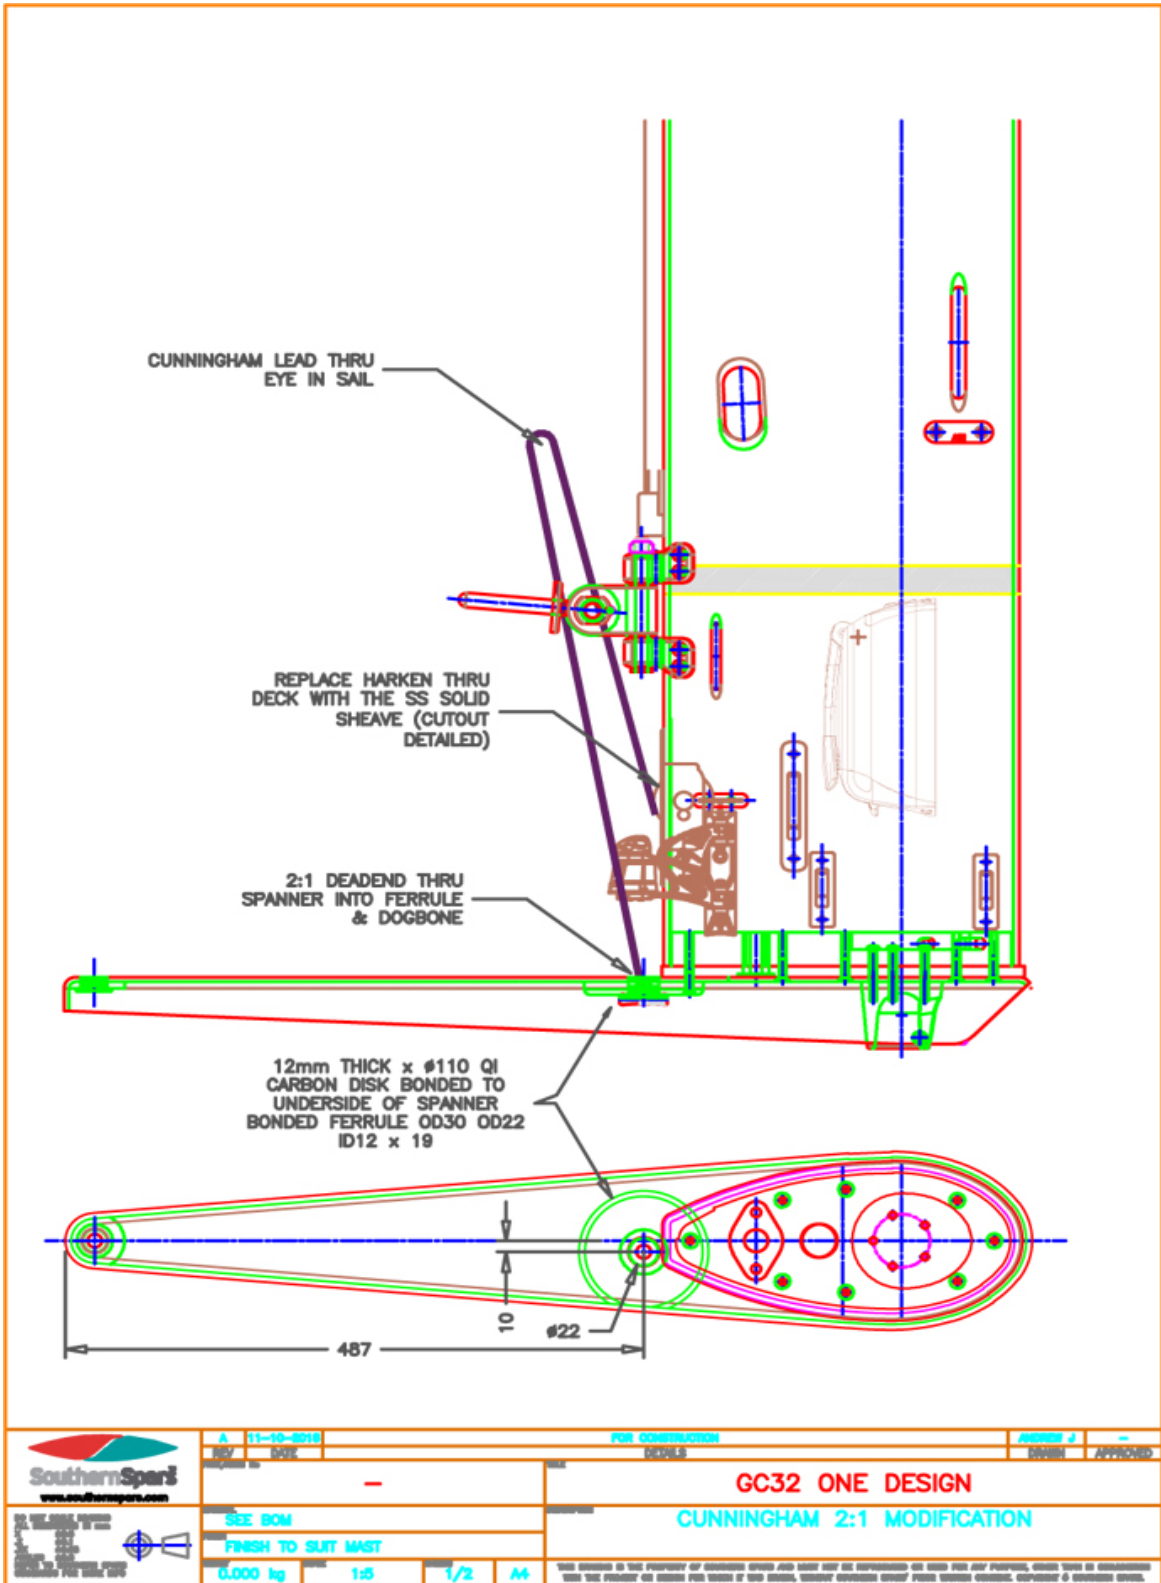 CUNNINGHAM LEAD THRU
EYE IN SAIL
REPLACE HARKEN THRU
DECK WITH THE SS SOLID
SHEAVE (CUTOUT
DETAILED)
2:1 DEADEND THRU
SPANNER INTO FERRULE
& DOGBONE
12mm THICK x ø110 QI
CARBON DISK BONDED TO
UNDERSIDE OF SPANNER
BONDED FERRULE OD30 OD22
ID12 x 19
10
ø22
487
A 11-10-2018 FOR CONSTRUCTION ANDREW J -
REV DATE DETAILS DRAWN APPROVED
SouthernSpars
www.southernspars.com
-
TITLE
GC32 ONE DESIGN
SEE BOM
CUNNINGHAM 2:1 MODIFICATION
FINISH TO SUIT MAST
0.000 kg 1:5 1/2 A4